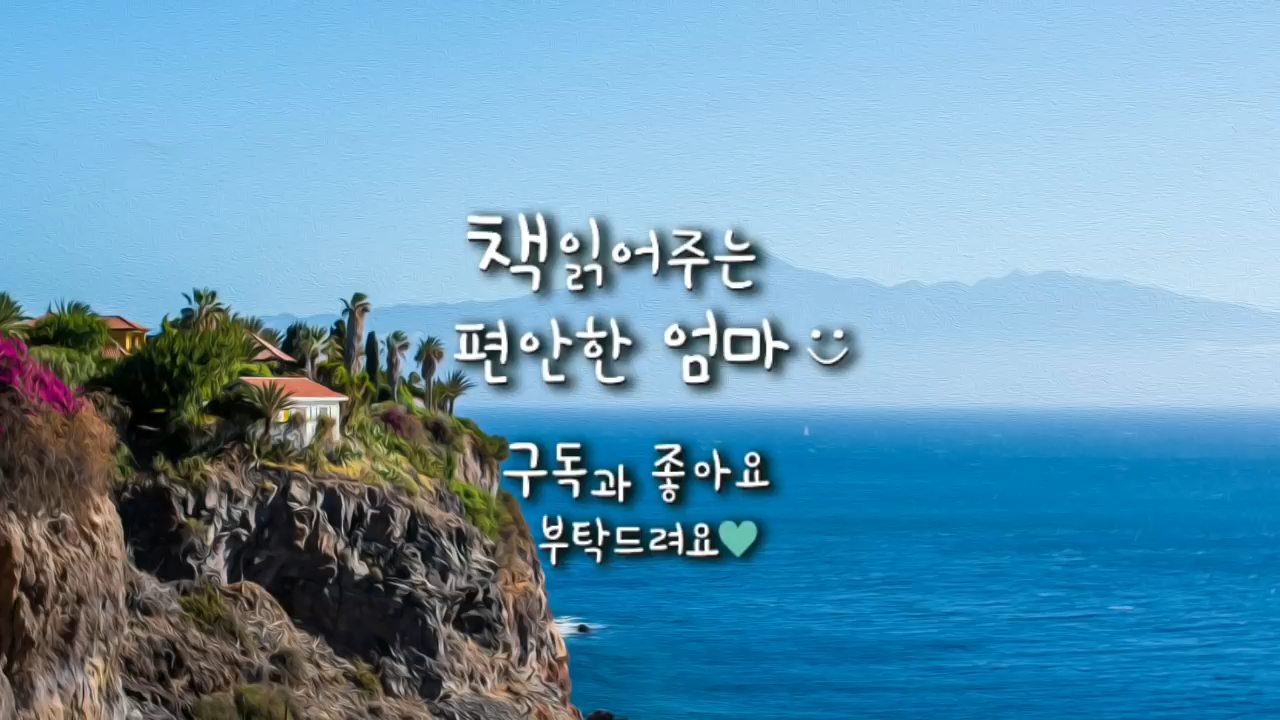 책읽어주는
편안한 엄마 :)
구독과 좋아요
부탁드려요♥